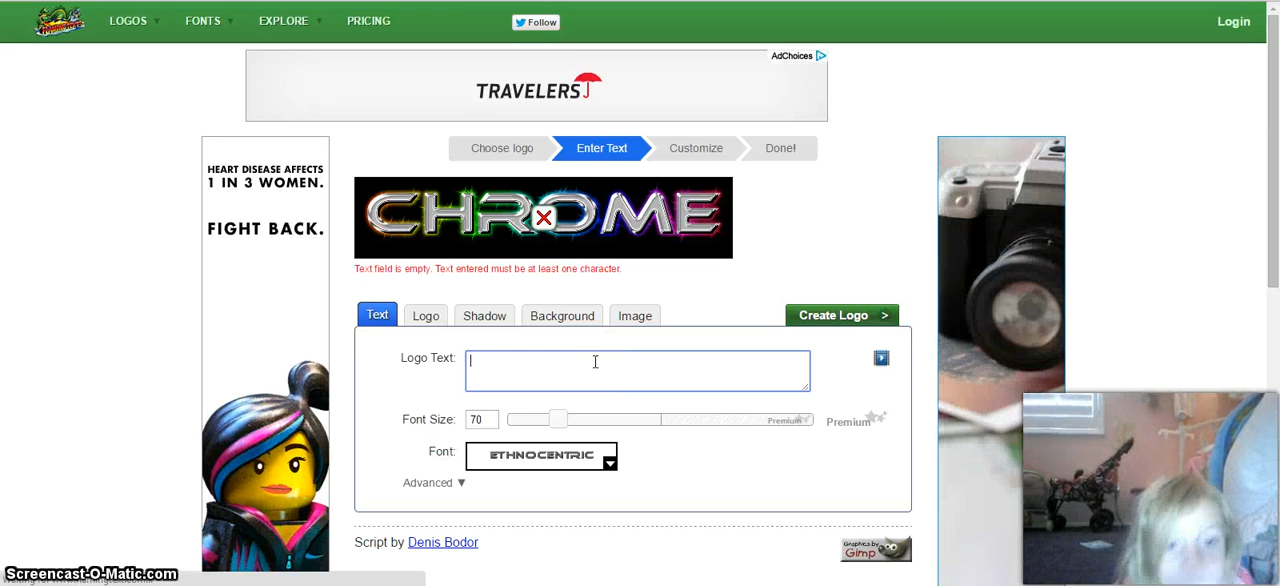 LOGOS
FONTS
EXPLORE
PRICING
Follow
Login
AdChoices
TRAVELERS
HEART DISEASE AFFECTS
1 IN 3 WOMEN.
FIGHT BACK.
Choose logo
Enter Text
Customize
Done!
CHROME
Text field is empty. Text entered must be at least one character.
Text
Logo
Shadow
Background
Image
Create Logo >
Logo Text:
Font Size:
70
Premium
Premium
Font:
ETHNOCENTRIC
Advanced ▼
Script by Denis Bodor
Graphics by
Gimp
Screencast-O-Matic.com